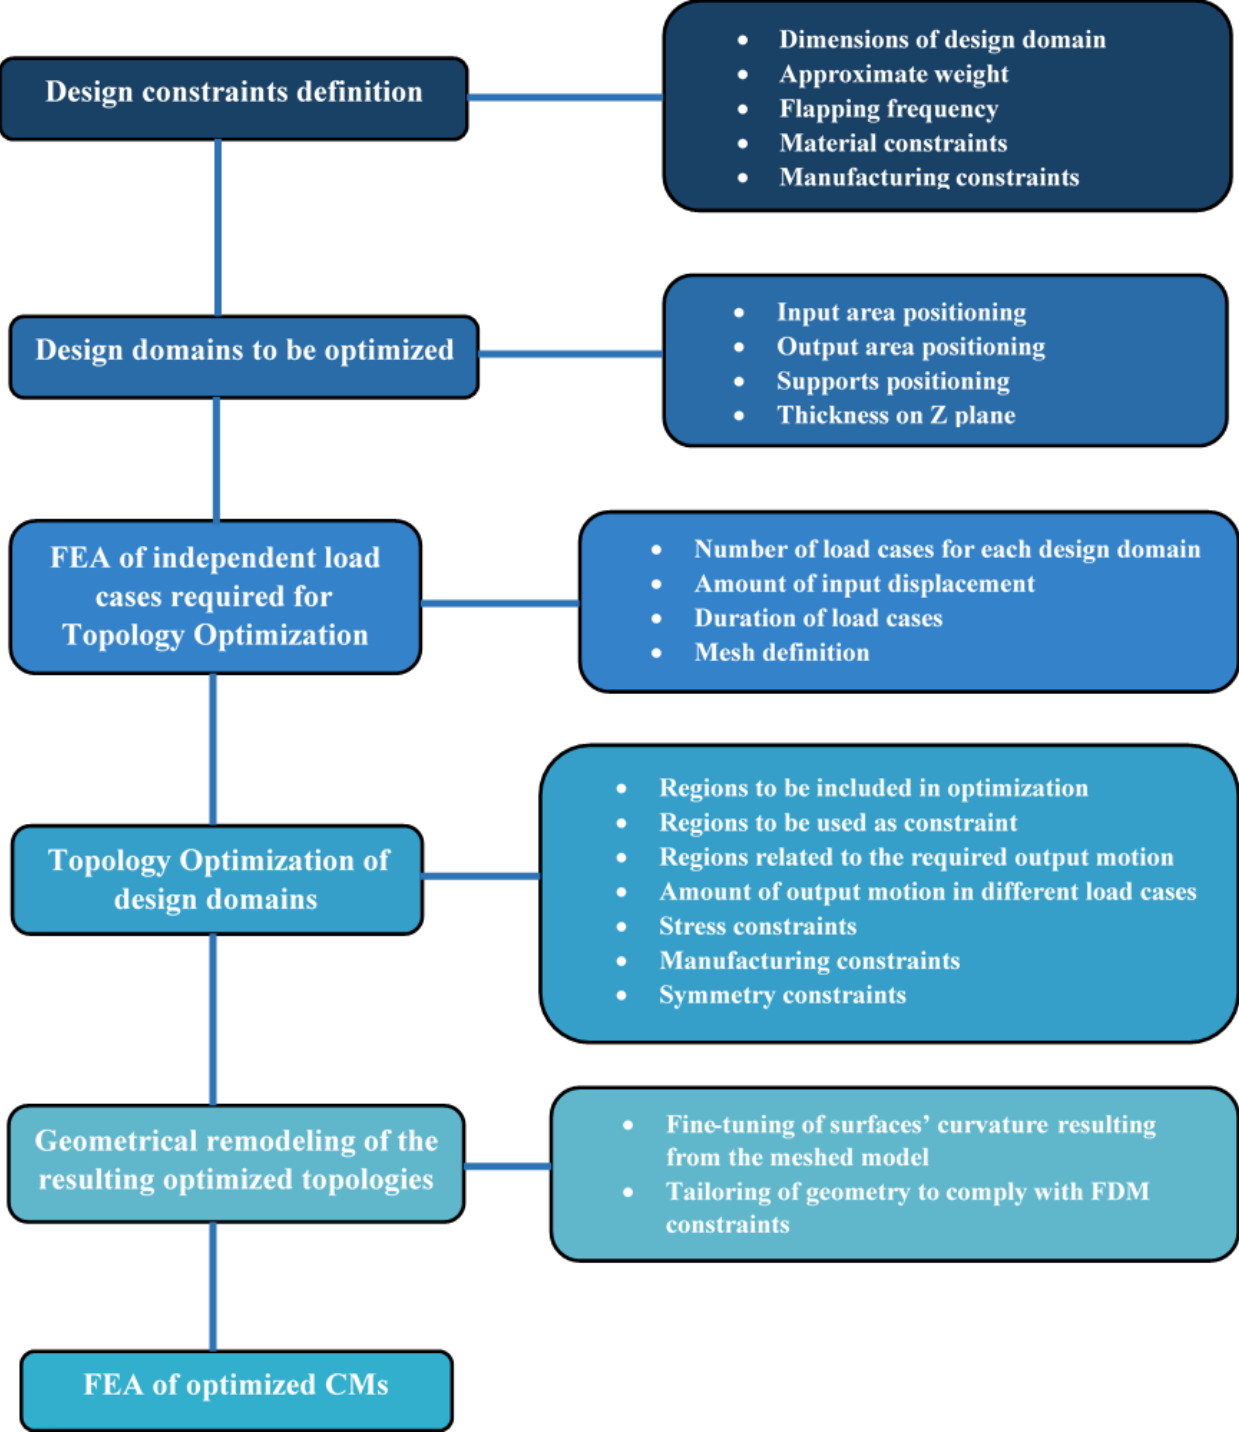 Design constraints definition
• Dimensions of design domain
• Approximate weight
• Flapping frequency
• Material constraints
• Manufacturing constraints
Design domains to be optimized
• Input area positioning
• Output area positioning
• Supports positioning
• Thickness on Z plane
FEA of independent load
cases required for
Topology Optimization
• Number of load cases for each design domain
• Amount of input displacement
• Duration of load cases
• Mesh definition
Topology Optimization of
design domains
• Regions to be included in optimization
• Regions to be used as constraint
• Regions related to the required output motion
• Amount of output motion in different load cases
• Stress constraints
• Manufacturing constraints
• Symmetry constraints
Geometrical remodeling of the
resulting optimized topologies
• Fine-tuning of surfaces’ curvature resulting
from the meshed model
• Tailoring of geometry to comply with FDM
constraints
FEA of optimized CMs